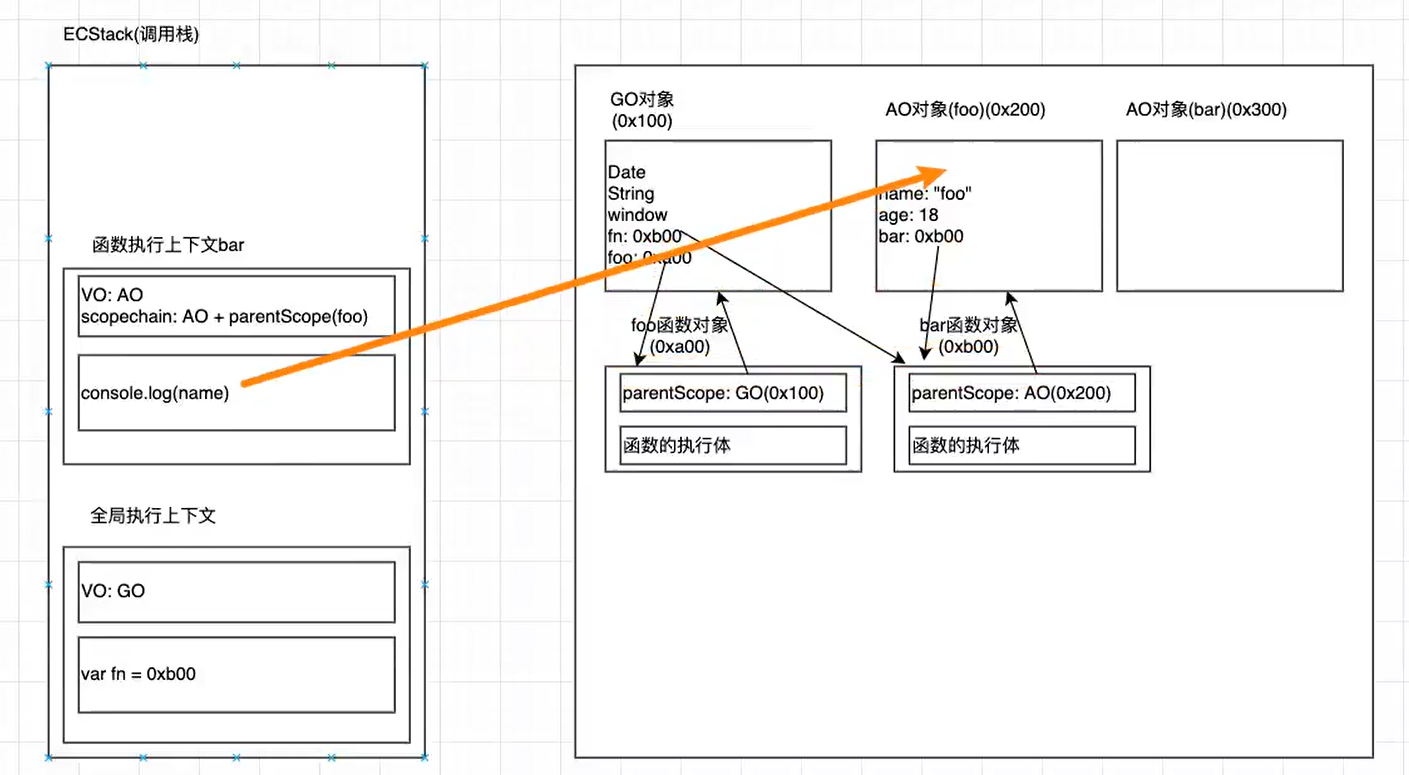 ECStack(调用栈)
函数执行上下文bar
VO: AO
scopechain: AO + parentScope(foo)
console.log(name)
全局执行上下文
VO: GO
var fn = 0xb00
GO对象
(0x100)
Date
String
window
fn: 0xb00
foo: 0xa00
AO对象(foo)(0x200)
name: "foo"
age: 18
bar: 0xb00
AO对象(bar)(0x300)
foo函数对象
(0xa00)
parentScope: GO(0x100)
函数的执行体
bar函数对象
(0xb00)
parentScope: AO(0x200)
函数的执行体